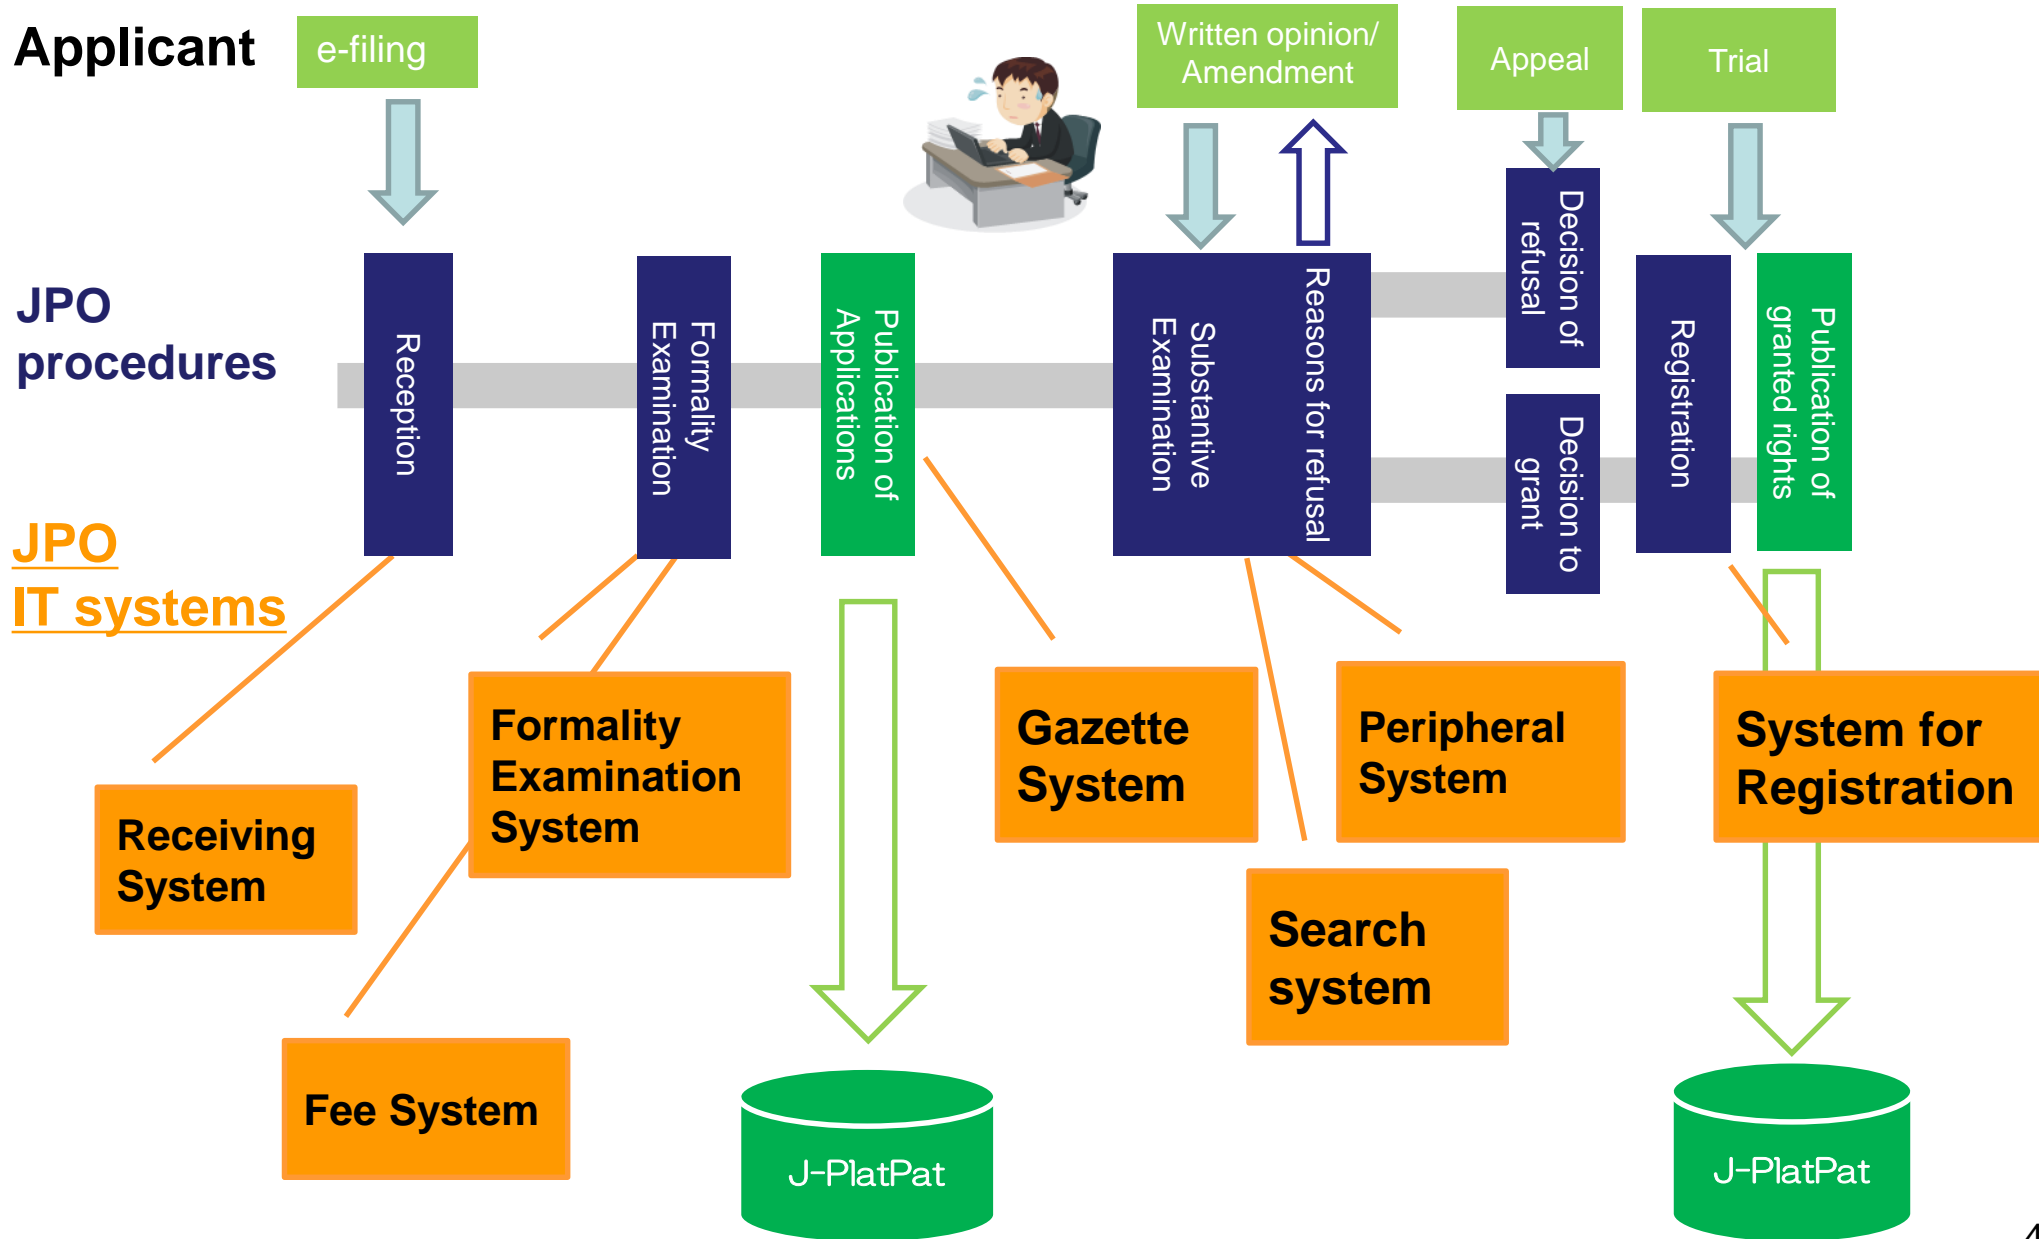 Applicant
e-filing
Written opinion/
Amendment
Appeal
Trial
JPO
procedures
Reception
Formality
Examination
Publication of
Applications
Substantive
Examination
Reasons for refusal
Decision of
refusal
Decision to
grant
Registration
Publication of
granted rights
JPO
IT systems
Receiving
System
Formality
Examination
System
Fee System
Gazette
System
Peripheral
System
Search
system
System for
Registration
J-PlatPat
J-PlatPat